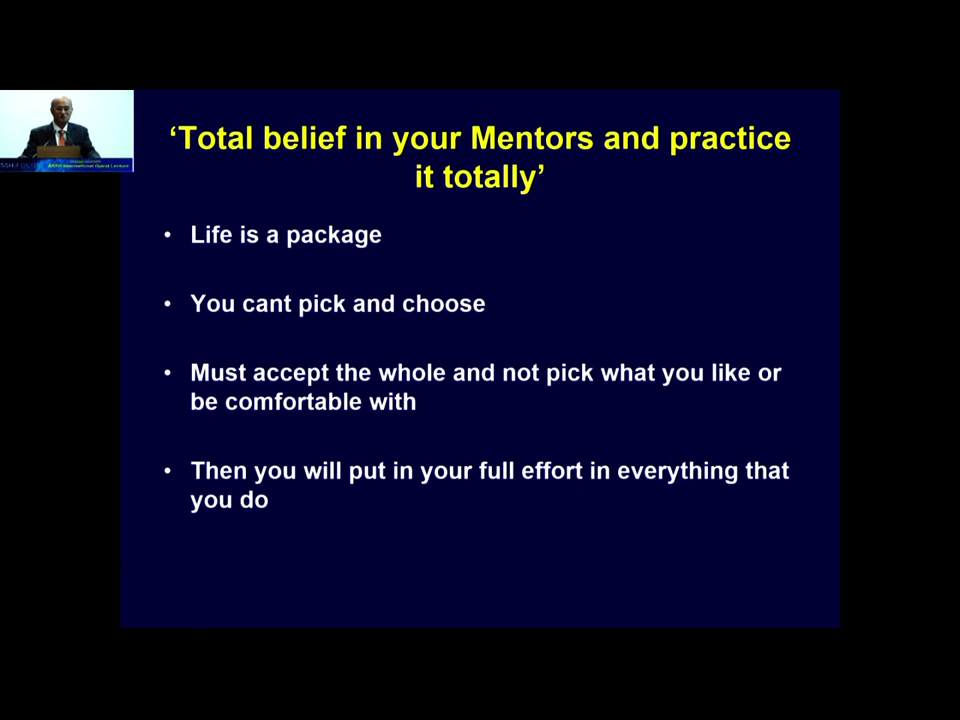 ‘Total belief in your Mentors and practice
it totally’
• Life is a package
• You cant pick and choose
• Must accept the whole and not pick what you like or
be comfortable with
• Then you will put in your full effort in everything that
you do